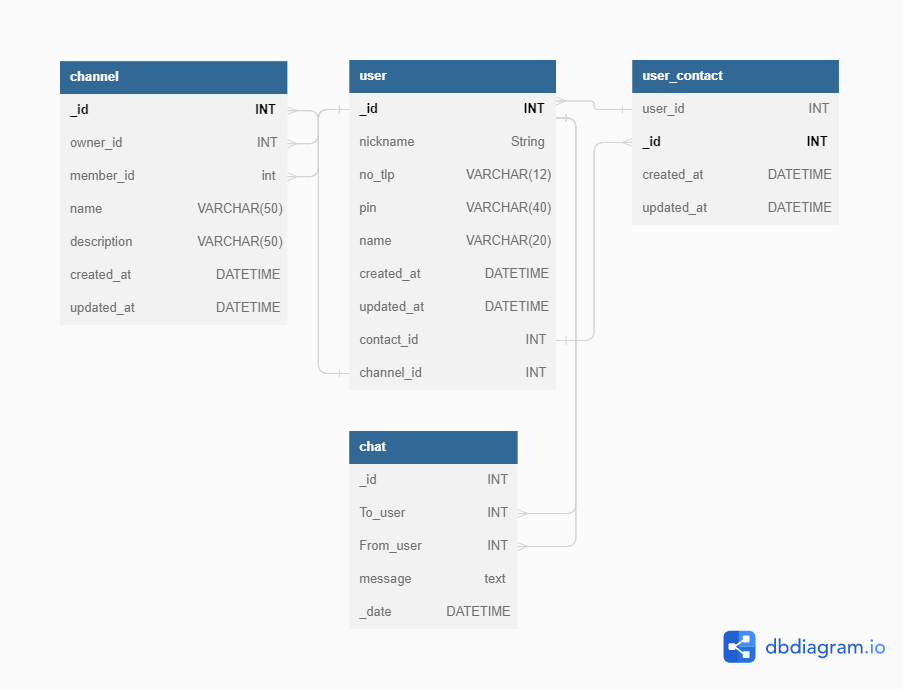 channel
_id INT
owner_id INT
member_id int
name VARCHAR(50)
description VARCHAR(50)
created_at DATETIME
updated_at DATETIME
user
_id INT
nickname String
no_tlp VARCHAR(12)
pin VARCHAR(40)
name VARCHAR(20)
created_at DATETIME
updated_at DATETIME
contact_id INT
channel_id INT
user_contact
user_id INT
_id INT
created_at DATETIME
updated_at DATETIME
chat
_id INT
To_user INT
From_user INT
message text
_date DATETIME
dbdiagram.io